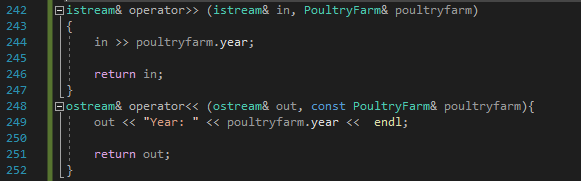 242 istream& operator>> (istream& in, PoultryFarm& poultryfarm)
243 {
244     in >> poultryfarm.year;
245
246     return in;
247 }
248 ostream& operator<< (ostream& out, const PoultryFarm& poultryfarm){
249     out << "Year: " << poultryfarm.year <<  endl;
250
251     return out;
252 }